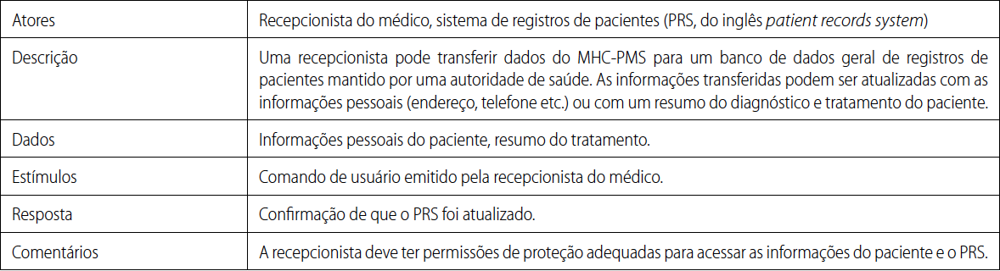 Atores Recepcionista do médico, sistema de registros de pacientes (PRS, do inglês patient records system)
Descrição Uma recepcionista pode transferir dados do MHC-PMS para um banco de dados geral de registros de
pacientes mantido por uma autoridade de saúde. As informações transferidas podem ser atualizadas com as
informações pessoais (endereço, telefone etc.) ou com um resumo do diagnóstico e tratamento do paciente.
Dados Informações pessoais do paciente, resumo do tratamento.
Estímulos Comando de usuário emitido pela recepcionista do médico.
Resposta Confirmação de que o PRS foi atualizado.
Comentários A recepcionista deve ter permissões de proteção adequadas para acessar as informações do paciente e o PRS.